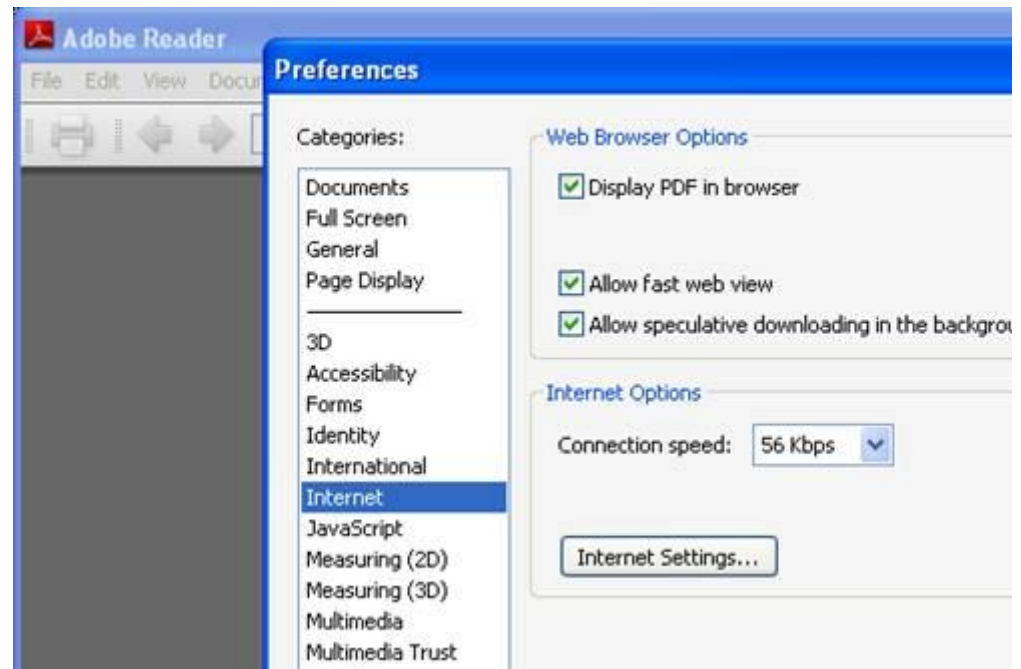 Adobe Reader
File Edit View Docu
Preferences
Categories:
Documents
Full Screen
General
Page Display
3D
Accessibility
Forms
Identity
International
Internet
JavaScript
Measuring (2D)
Measuring (3D)
Multimedia
Multimedia Trust
Web Browser Options
Display PDF in browser
Allow fast web view
Allow speculative downloading in the backgrou
Internet Options
Connection speed: 56 Kbps
Internet Settings...